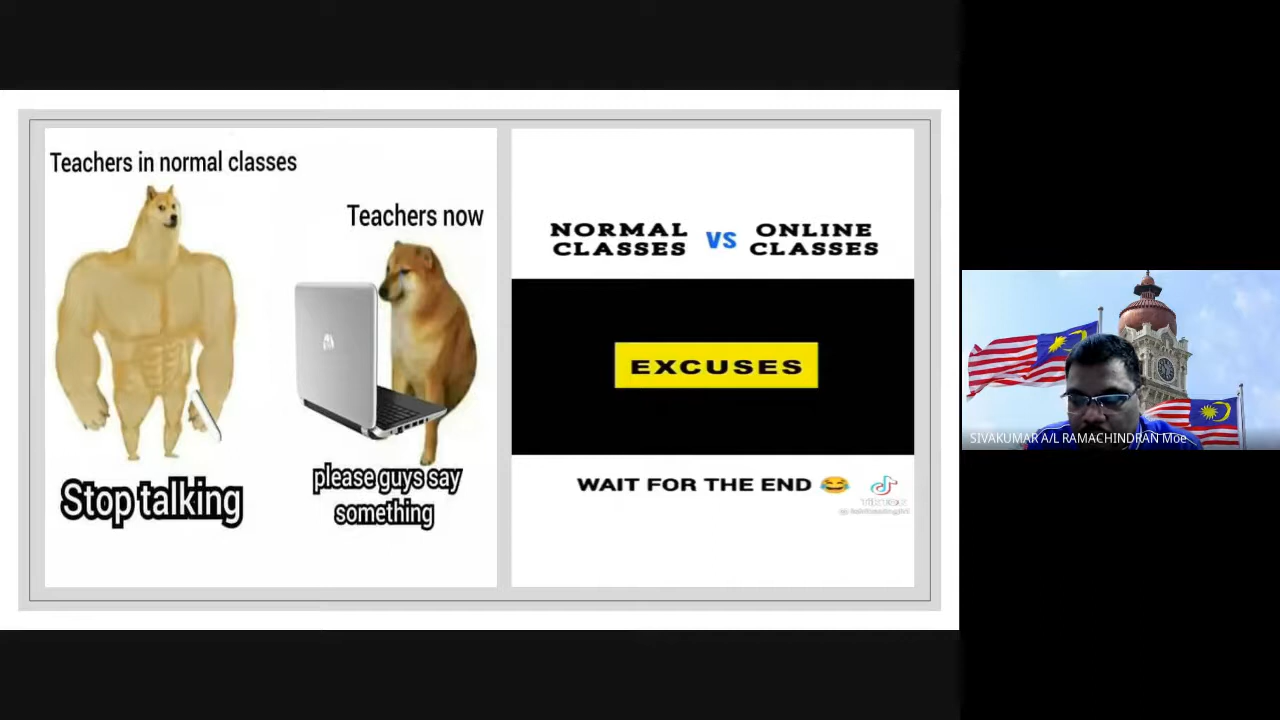 Teachers in normal classes
Teachers now
Stop talking
please guys say
something
NORMAL
CLASSES
VS
ONLINE
CLASSES
EXCUSES
WAIT FOR THE END 😂
TikTok
SIVAKUMAR A/L RAMACHINDRAN Moe